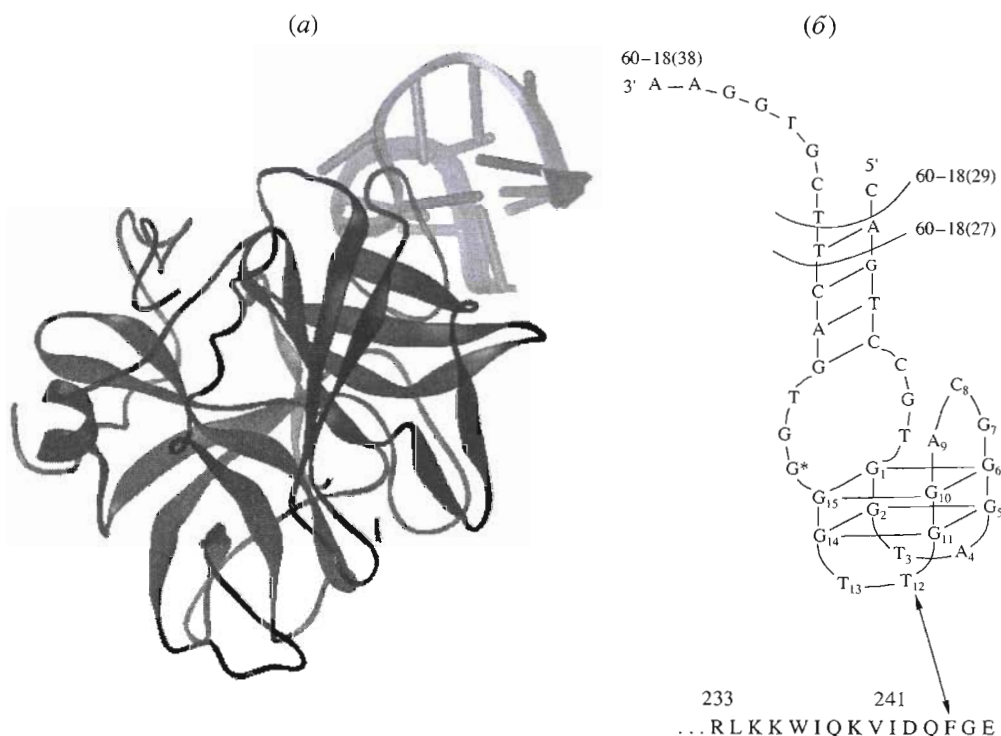 (а)
(б)
60–18(38)
3' A – A – G – G – T – G – C
T T C A G
T G G*
5'
C A G T C C G T
60–18(29)
60–18(27)
G₁ G₂ T₃ A₄ G₅ G₆ G₇ C₈ A₉ G₁₀ G₁₁ T₁₂ T₁₃ G₁₄ G₁₅
233 241
...RLKKWIQKVIDQFGE